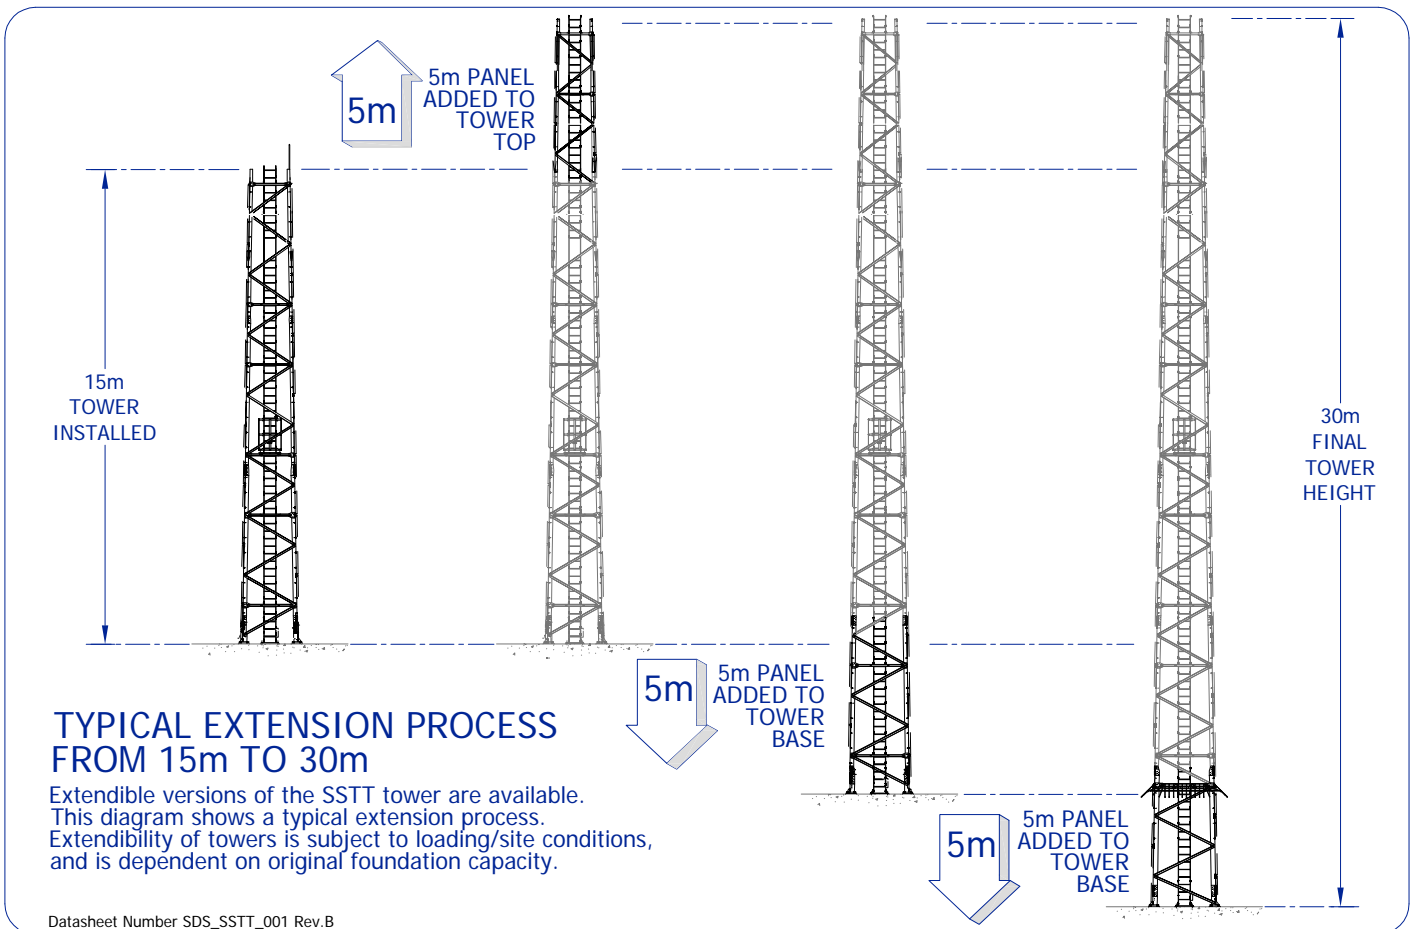 5m
5m PANEL
ADDED TO
TOWER
TOP
15m
TOWER
INSTALLED
30m
FINAL
TOWER
HEIGHT
5m
5m PANEL
ADDED TO
TOWER
BASE
TYPICAL EXTENSION PROCESS
FROM 15m TO 30m
Extendible versions of the SSTT tower are available.
This diagram shows a typical extension process.
Extendibility of towers is subject to loading/site conditions,
and is dependent on original foundation capacity.
5m
5m PANEL
ADDED TO
TOWER
BASE
Datasheet Number SDS_SSTT_001 Rev.B